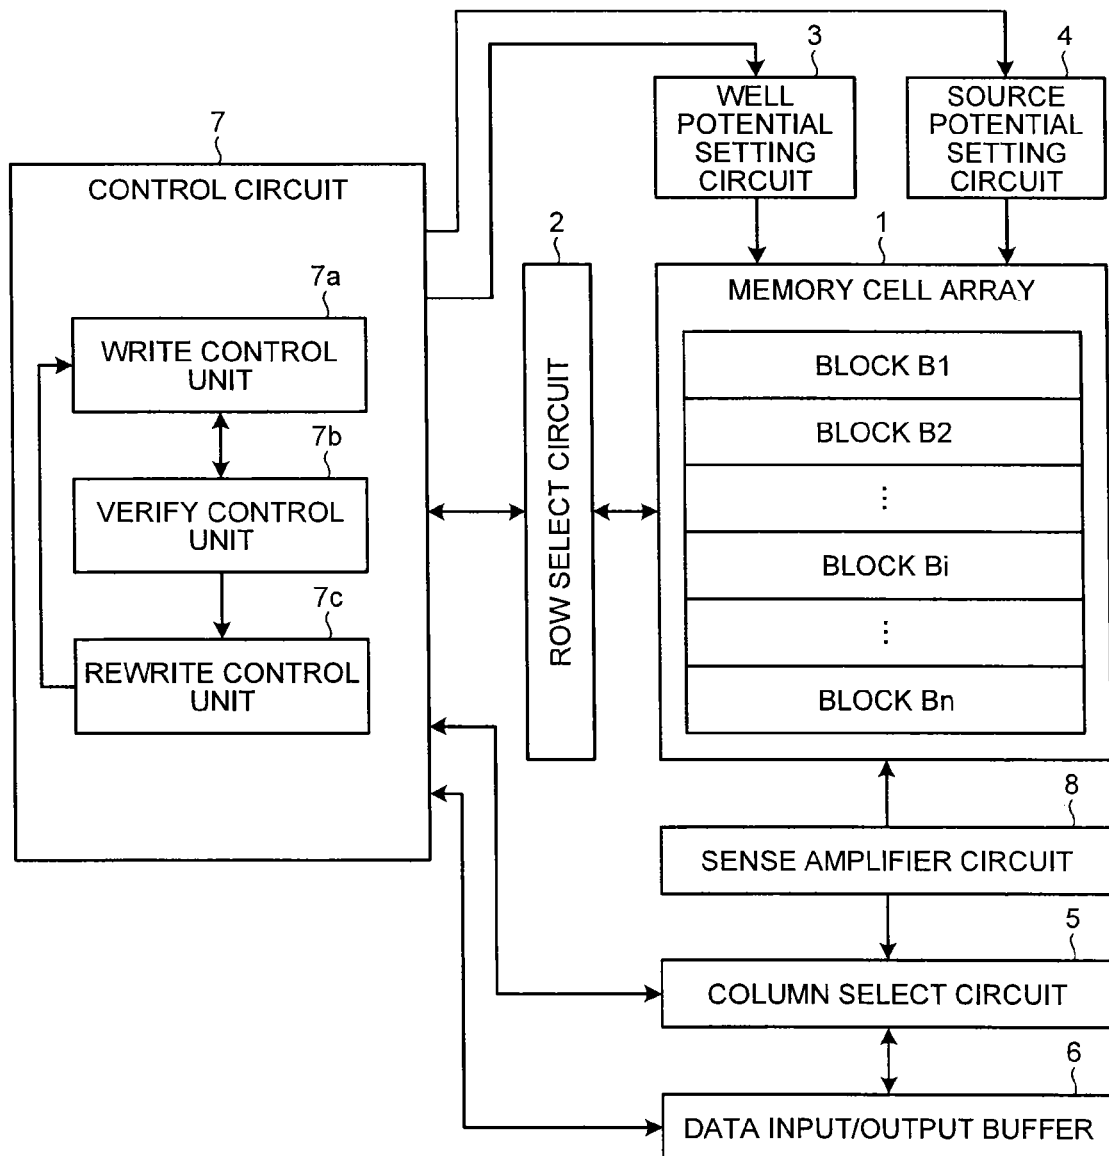 3
4
WELL
POTENTIAL
SETTING
CIRCUIT
SOURCE
POTENTIAL
SETTING
CIRCUIT
7
CONTROL CIRCUIT
7a
WRITE CONTROL
UNIT
7b
VERIFY CONTROL
UNIT
7c
REWRITE CONTROL
UNIT
2
ROW SELECT CIRCUIT
1
MEMORY CELL ARRAY
BLOCK B1
BLOCK B2
⋮
BLOCK Bi
⋮
BLOCK Bn
8
SENSE AMPLIFIER CIRCUIT
5
COLUMN SELECT CIRCUIT
6
DATA INPUT/OUTPUT BUFFER